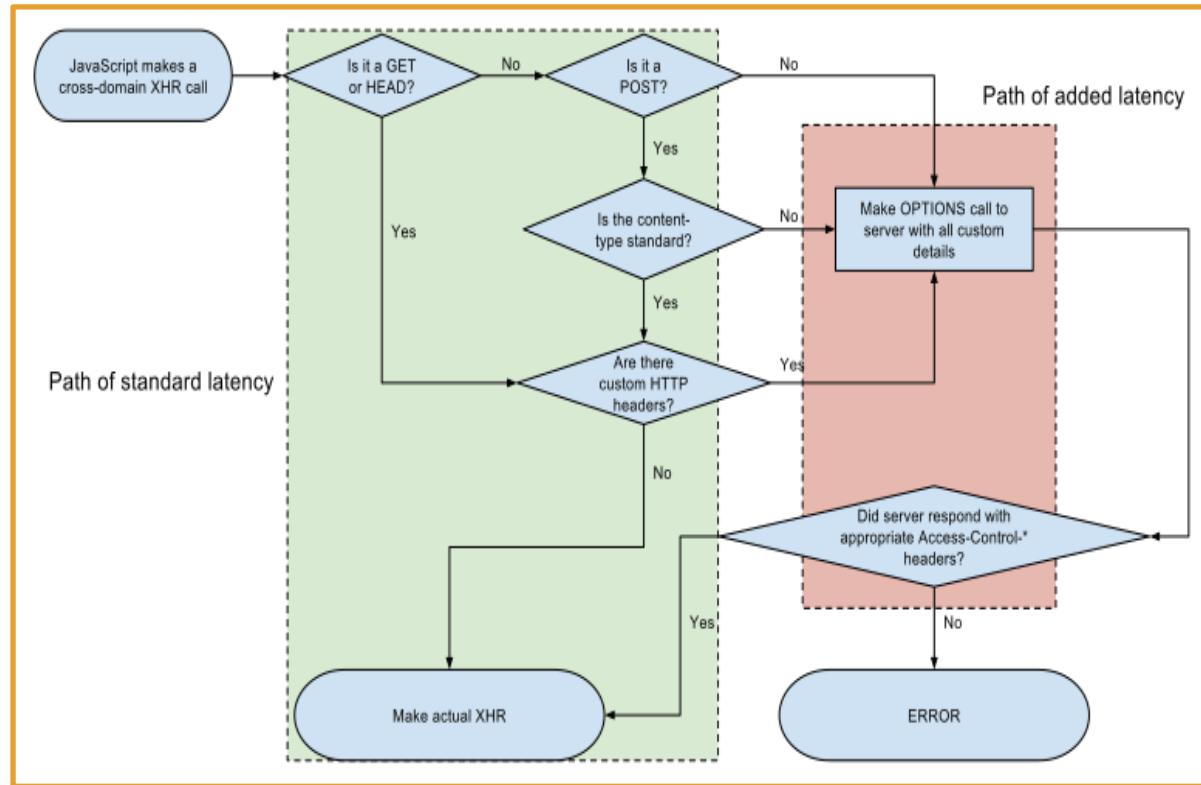 JavaScript makes a
cross-domain XHR call
Is it a GET
or HEAD?
No
Is it a
POST?
No
Path of added latency
Yes
Make OPTIONS call to
server with all custom
details
Is the content-
type standard?
No
Yes
Yes
Path of standard latency
Are there
custom HTTP
headers?
Yes
No
Did server respond with
appropriate Access-Control-*
headers?
Yes
No
Make actual XHR
ERROR